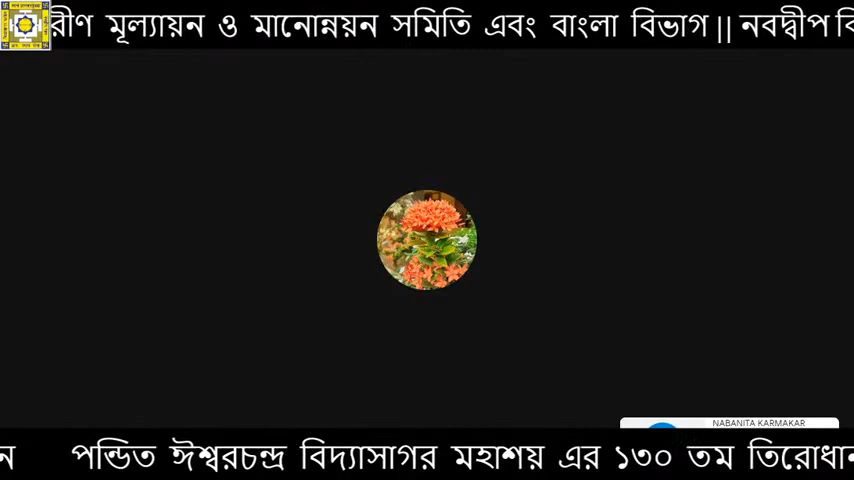 রীণ মূল্যায়ন ও মানোন্নয়ন সমিতি এবং বাংলা বিভাগ || নবদ্বীপ বি
NABANITA KARMAKAR
ন পন্ডিত ঈশ্বরচন্দ্র বিদ্যাসাগর মহাশয় এর ১৩০ তম তিরোধান